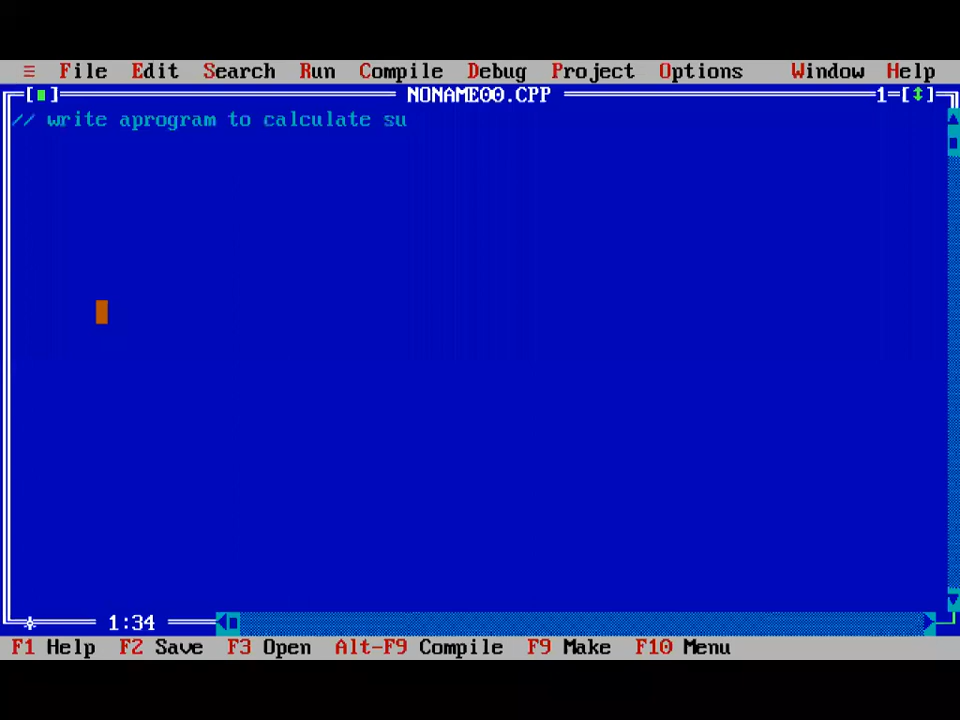 ≡ File Edit Search Run Compile Debug Project Options Window Help
[■] NONAME00.CPP 1=[↕]
// write aprogram to calculate su
1:34
F1 Help F2 Save F3 Open Alt-F9 Compile F9 Make F10 Menu